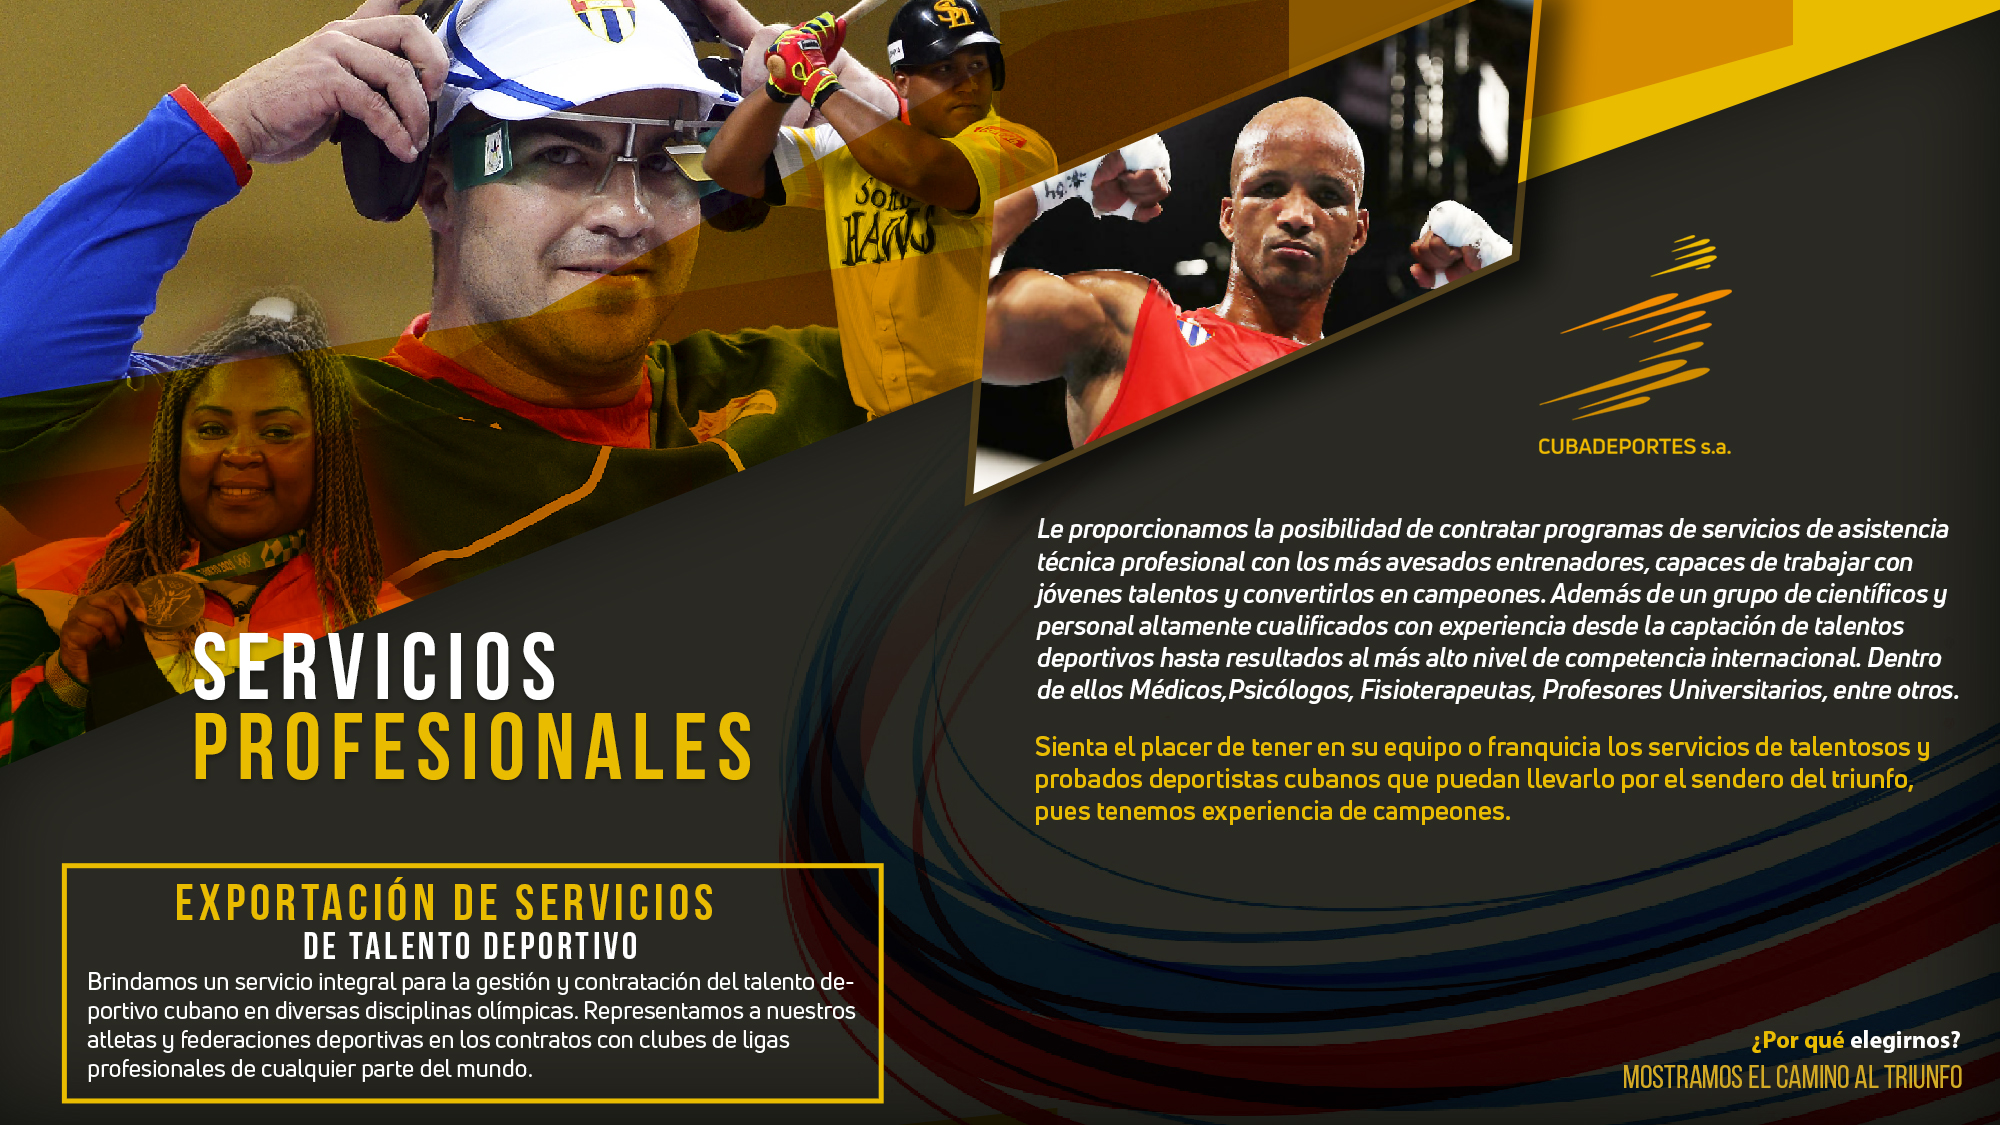 SH
HAWS
CUBADEPORTES s.a.
Le proporcionamos la posibilidad de contratar programas de servicios de asistencia
técnica profesional con los más avesados entrenadores, capaces de trabajar con
jóvenes talentos y convertirlos en campeones. Además de un grupo de científicos y
personal altamente cualificados con experiencia desde la captación de talentos
deportivos hasta resultados al más alto nivel de competencia internacional. Dentro
de ellos Médicos,Psicólogos, Fisioterapeutas, Profesores Universitarios, entre otros.
Sienta el placer de tener en su equipo o franquicia los servicios de talentosos y
probados deportistas cubanos que puedan llevarlo por el sendero del triunfo,
pues tenemos experiencia de campeones.
SERVICIOS
PROFESIONALES
EXPORTACIÓN DE SERVICIOS
DE TALENTO DEPORTIVO
Brindamos un servicio integral para la gestión y contratación del talento de-
portivo cubano en diversas disciplinas olímpicas. Representamos a nuestros
atletas y federaciones deportivas en los contratos con clubes de ligas
profesionales de cualquier parte del mundo.
¿Por qué elegirnos?
MOSTRAMOS EL CAMINO AL TRIUNFO